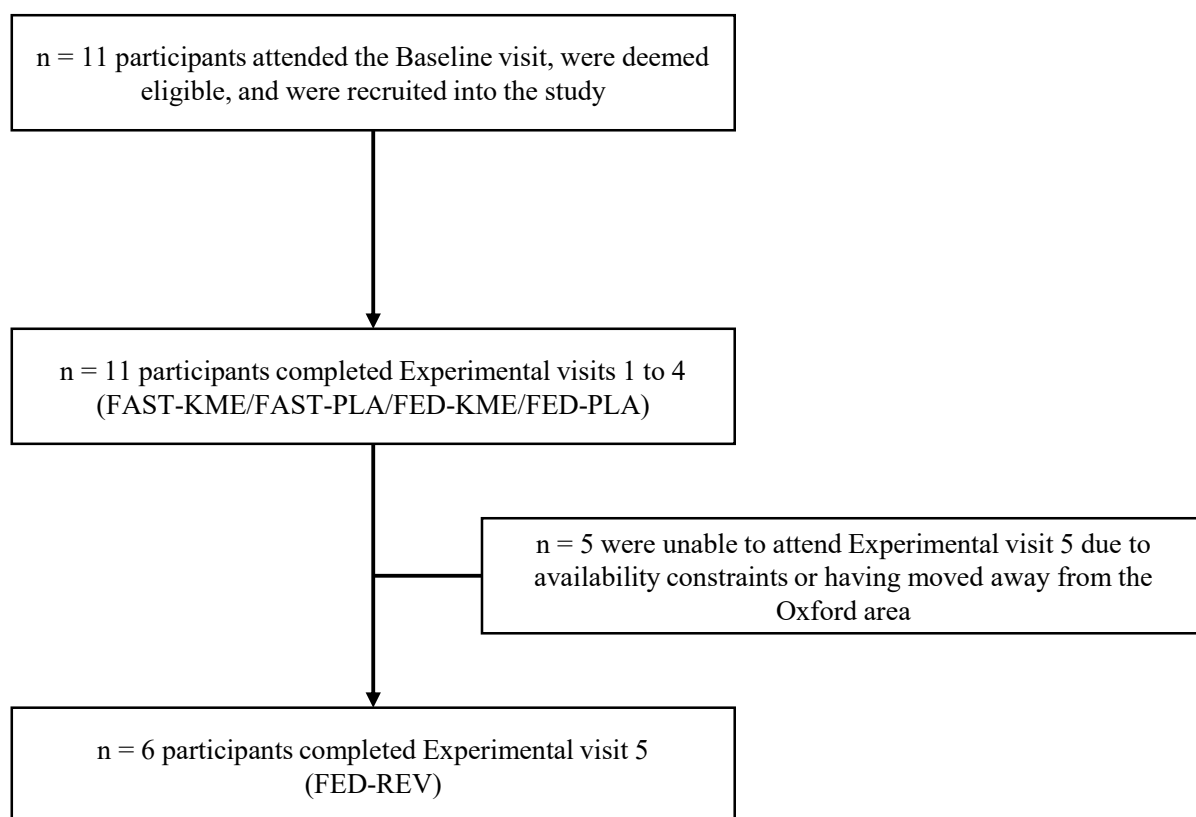 n = 11 participants attended the Baseline visit, were deemed
eligible, and were recruited into the study
n = 11 participants completed Experimental visits 1 to 4
(FAST-KME/FAST-PLA/FED-KME/FED-PLA)
n = 5 were unable to attend Experimental visit 5 due to
availability constraints or having moved away from the
Oxford area
n = 6 participants completed Experimental visit 5
(FED-REV)